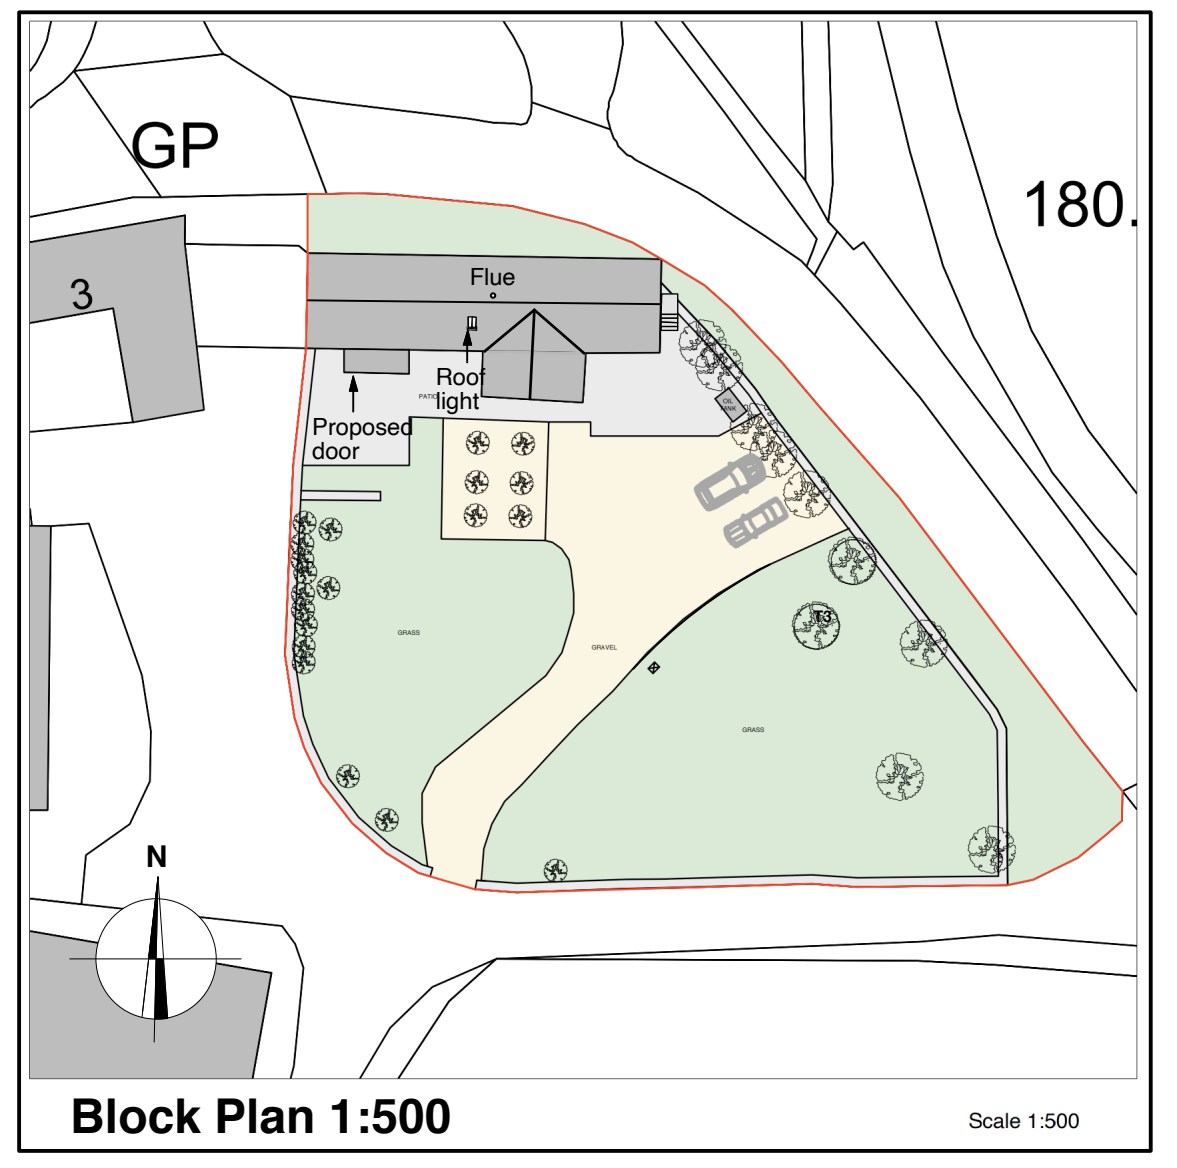 GP
180.
3
Flue
Roof
light
PATIO
OIL
TANK
Proposed
door
T3
GRASS
GRAVEL
GRASS
N
Block Plan 1:500
Scale 1:500